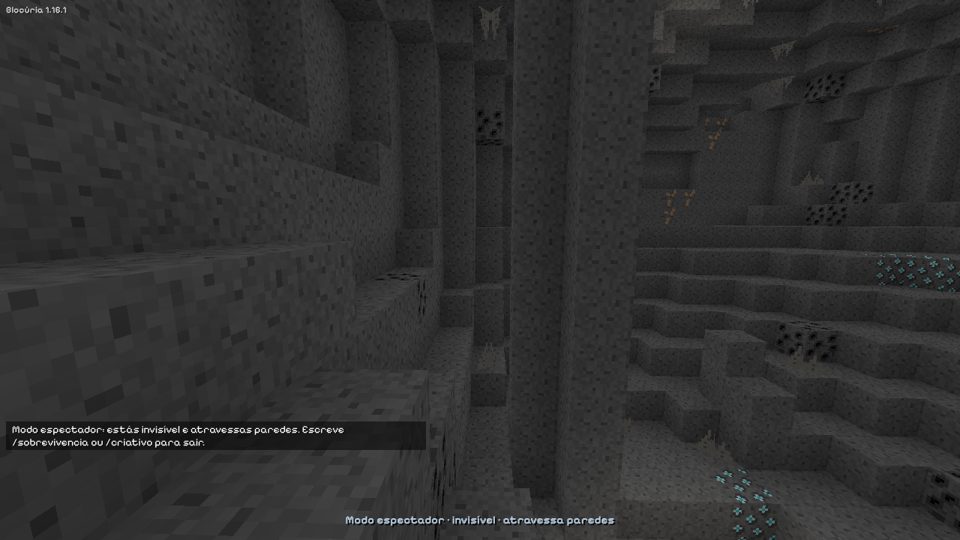 Blocúria 1.16.1
Modo espectador: estás invisível e atravessas paredes. Escreve
/sobrevivencia ou /criativo para sair.
Modo espectador · invisível · atravessa paredes